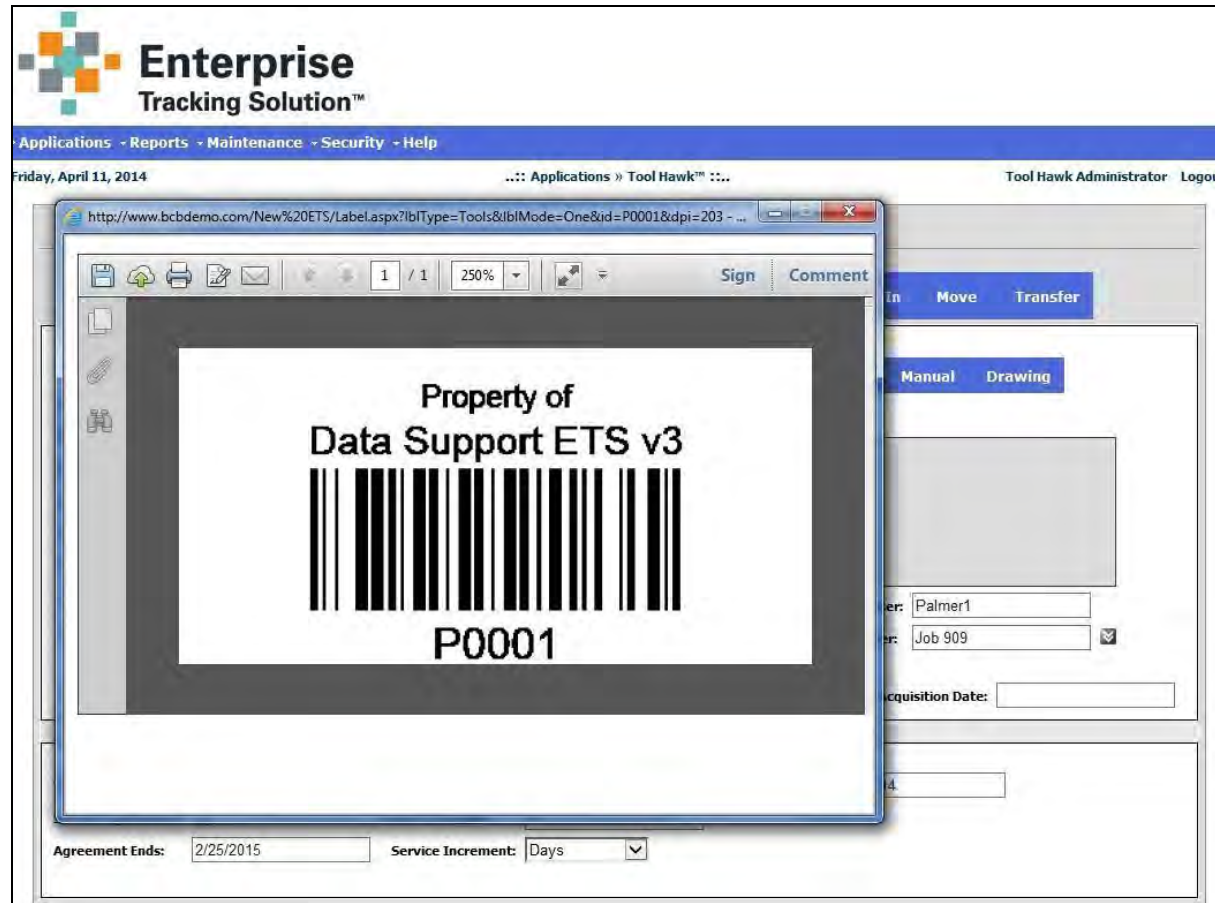 Enterprise
Tracking Solution™
Applications Reports Maintenance Security Help
Friday, April 11, 2014 ..:: Applications » Tool Hawk™ ::.. Tool Hawk Administrator Logou
http://www.bcbdemo.com/New%20ETS/Label.aspx?lblType=Tools&lblMode=One&id=P0001&dpi=203 - ...
1 / 1 250% Sign Comment
In Move Transfer
Manual Drawing
Property of
Data Support ETS v3
P0001
er: Palmer1
er: Job 909
cquisition Date:
Agreement Ends: 2/25/2015 Service Increment: Days